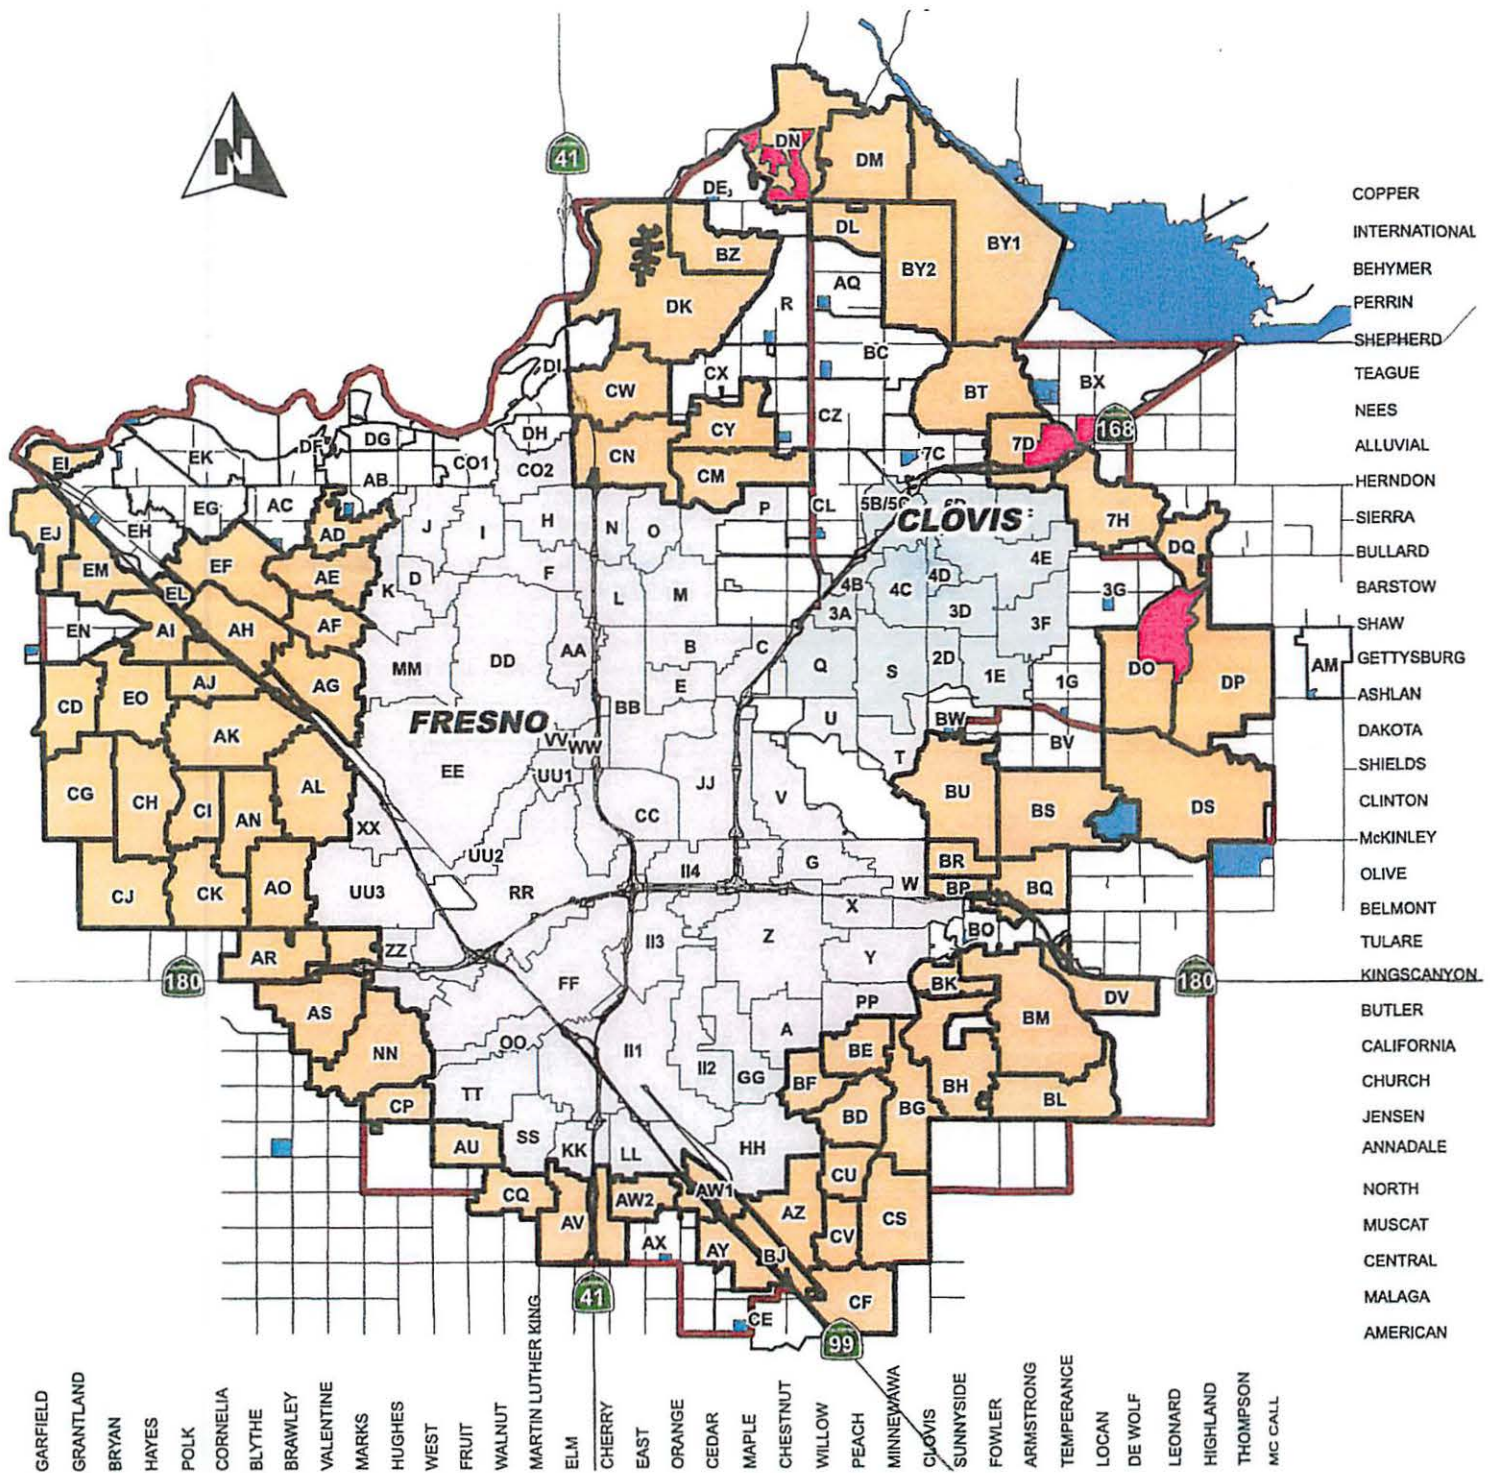 41
N
DN
DM
COPPER
DE
DL
BY1
INTERNATIONAL
BZ
BY2
BEHYMER
AQ
DK
R
PERRIN
SHEPHERD
BC
DI
CX
BT
BX
TEAGUE
CW
CZ
NEES
DH
DG
DF
CY
168
EI
EK
CO1
CO2
CN
7D
7C
ALLUVIAL
AB
CM
HERNDON
EG
AC
J
I
H
N
O
P
CL
5B/5C
CLOVIS
7H
SIERRA
EJ
EH
AD
DQ
BULLARD
EM
EF
AE
K
D
F
L
M
4B
4C
4D
4E
3G
BARSTOW
EL
3A
3D
3F
EN
AI
AH
AF
SHAW
AA
B
C
DD
MM
Q
S
2D
1E
1G
DO
DP
AM
GETTYSBURG
CD
EO
AJ
AG
E
ASHLAN
BB
U
BW
FRESNO
AK
VV
WW
T
BV
DAKOTA
SHIELDS
CG
CH
CI
AN
AL
EE
UU1
JJ
V
BU
BS
DS
CLINTON
XX
CC
McKINLEY
UU2
II4
G
BR
W
BP
BQ
OLIVE
CJ
CK
AO
UU3
RR
X
BELMONT
ZZ
II3
Z
Y
BO
TULARE
AR
180
FF
BK
180
KINGSCANYON
PP
DV
AS
A
BM
BUTLER
OO
II1
NN
BE
CALIFORNIA
II2
GG
BF
BH
TT
BG
BL
CHURCH
CP
BD
JENSEN
SS
KK
LL
HH
AU
ANNADALE
CU
CQ
AW2
AW1
NORTH
AV
AZ
CV
CS
MUSCAT
AX
AY
BJ
CENTRAL
41
CF
MALAGA
CE
99
AMERICAN
GARFIELD
GRANTLAND
BRYAN
HAYES
POLK
CORNELIA
BLYTHE
BRAWLEY
VALENTINE
MARKS
HUGHES
WEST
FRUIT
WALNUT
MARTIN LUTHER KING
ELM
CHERRY
EAST
ORANGE
CEDAR
MAPLE
CHESTNUT
WILLOW
PEACH
MINNEWAWA
CLOVIS
SUNNYSIDE
FOWLER
ARMSTRONG
TEMPERANCE
LOCAN
DE WOLF
LEONARD
HIGHLAND
THOMPSON
MC CALL